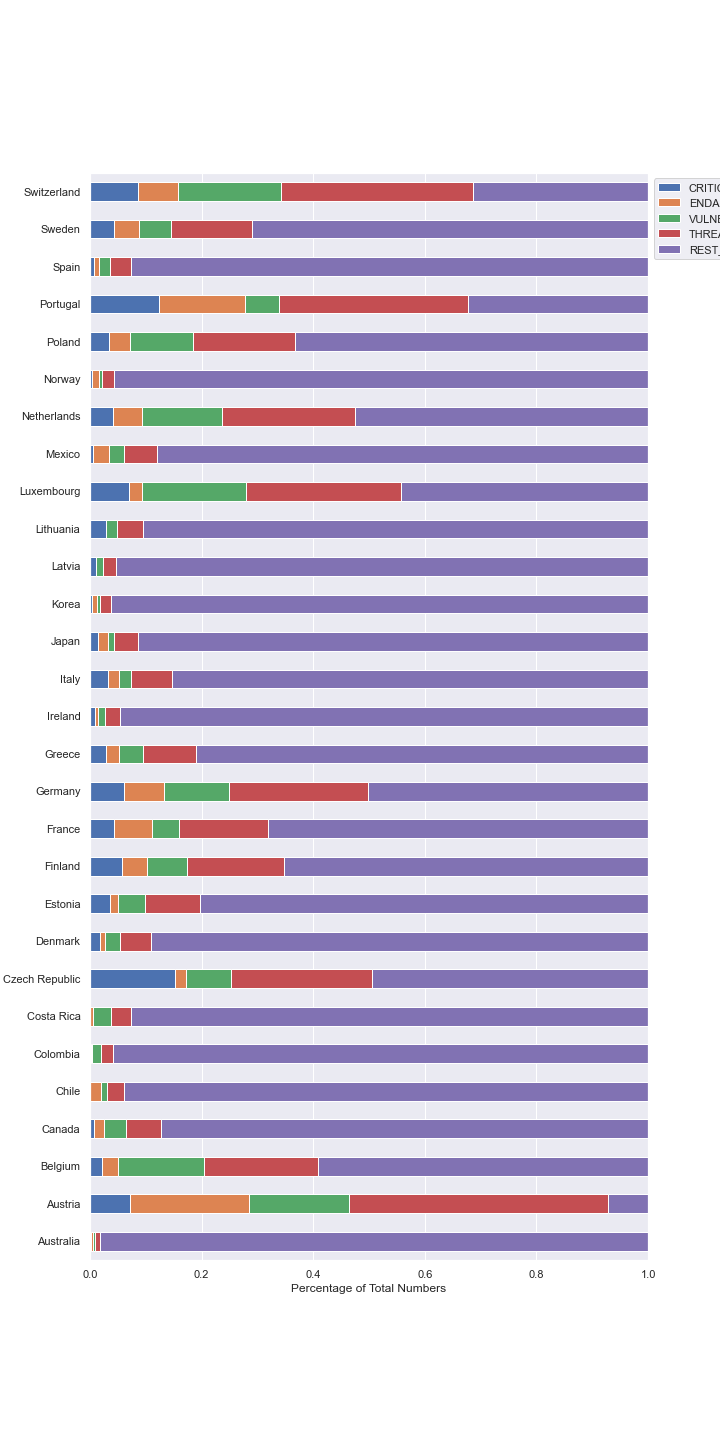 Switzerland
Sweden
Spain
Portugal
Poland
Norway
Netherlands
Mexico
Luxembourg
Lithuania
Latvia
Korea
Japan
Italy
Ireland
Greece
Germany
France
Finland
Estonia
Denmark
Czech Republic
Costa Rica
Colombia
Chile
Canada
Belgium
Austria
Australia
0.0 0.2 0.4 0.6 0.8 1.0
Percentage of Total Numbers
CRITIC
ENDA
VULNE
THREA
REST_